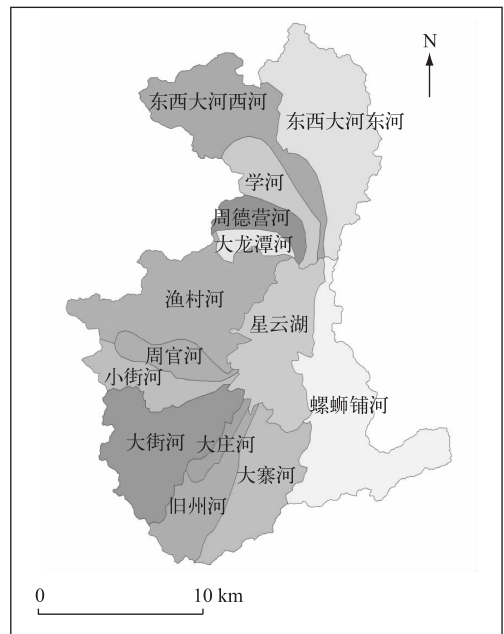 N
东西大河西河
东西大河东河
学河
周德营河
大龙潭河
渔村河
星云湖
周官河
小街河
螺蛳铺河
大街河
大庄河
大寨河
旧州河
0
10 km